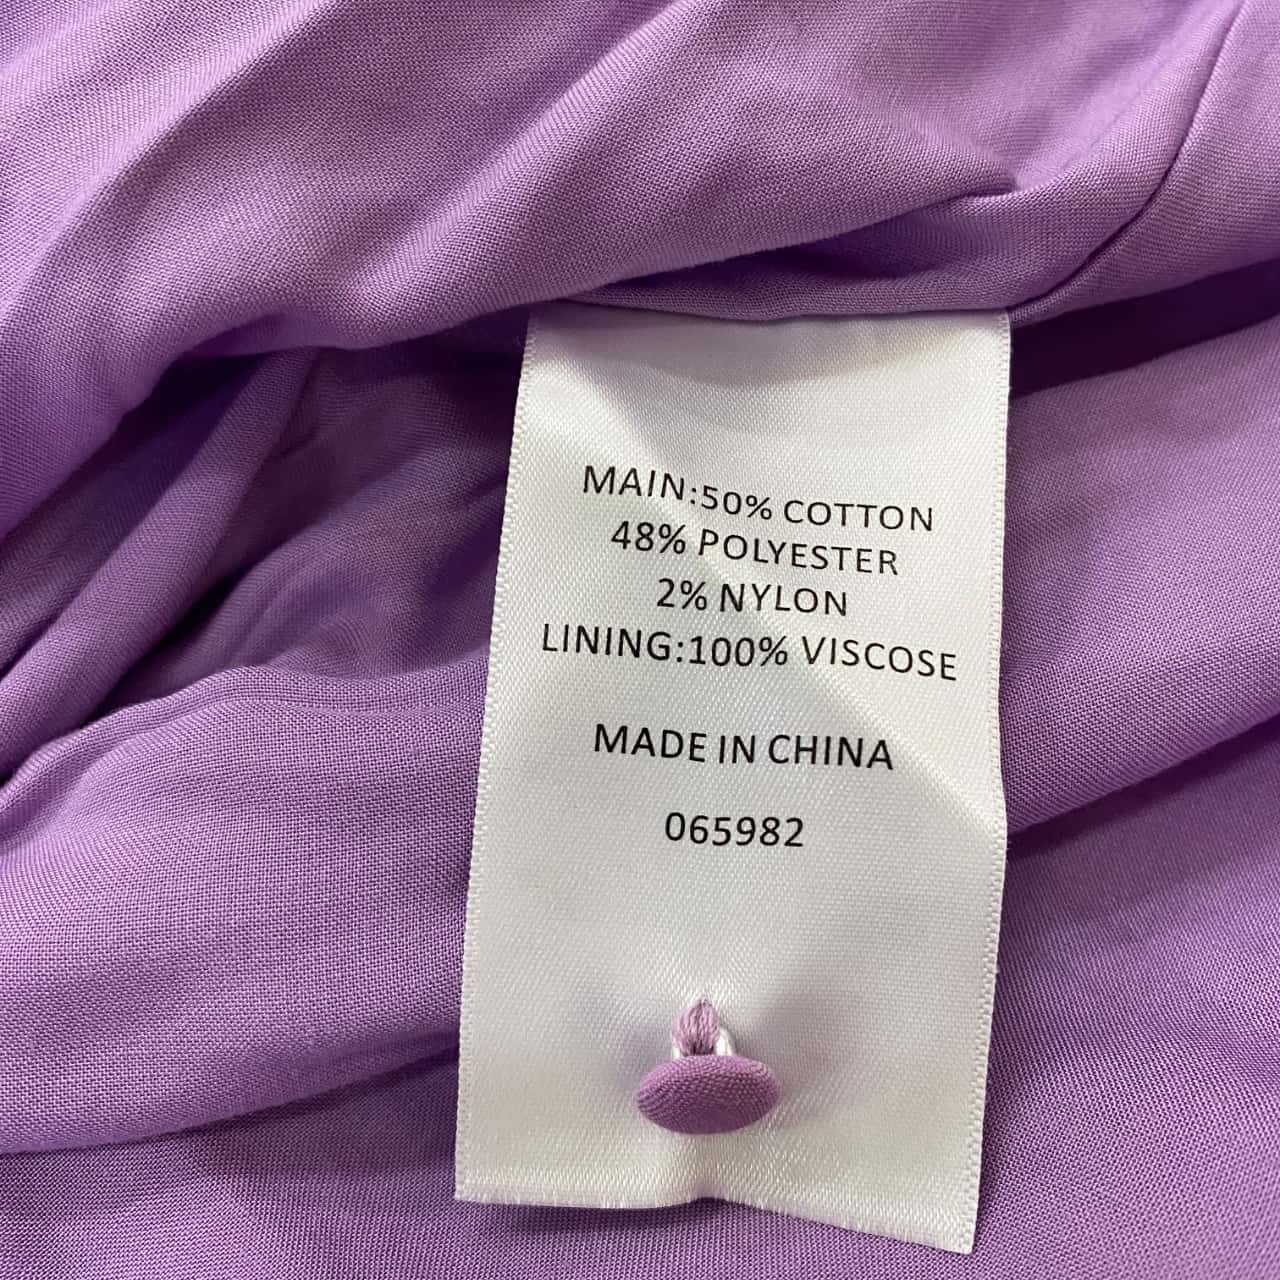 MAIN:50% COTTON
48% POLYESTER
2% NYLON
LINING:100% VISCOSE
MADE IN CHINA
065982